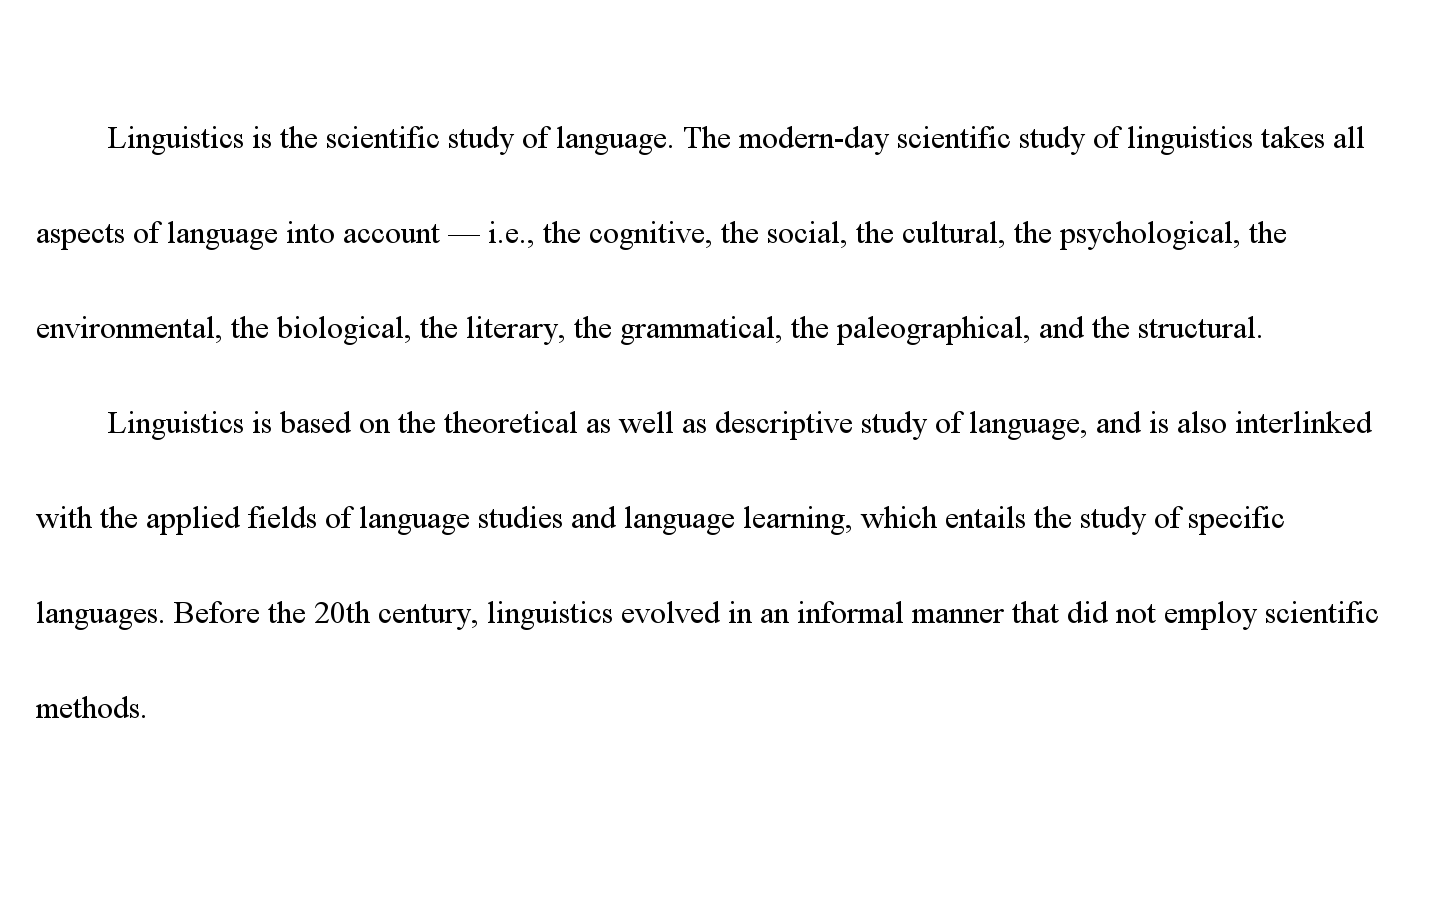 Linguistics is the scientific study of language. The modern-day scientific study of linguistics takes all
aspects of language into account — i.e., the cognitive, the social, the cultural, the psychological, the
environmental, the biological, the literary, the grammatical, the paleographical, and the structural.
Linguistics is based on the theoretical as well as descriptive study of language, and is also interlinked
with the applied fields of language studies and language learning, which entails the study of specific
languages. Before the 20th century, linguistics evolved in an informal manner that did not employ scientific
methods.